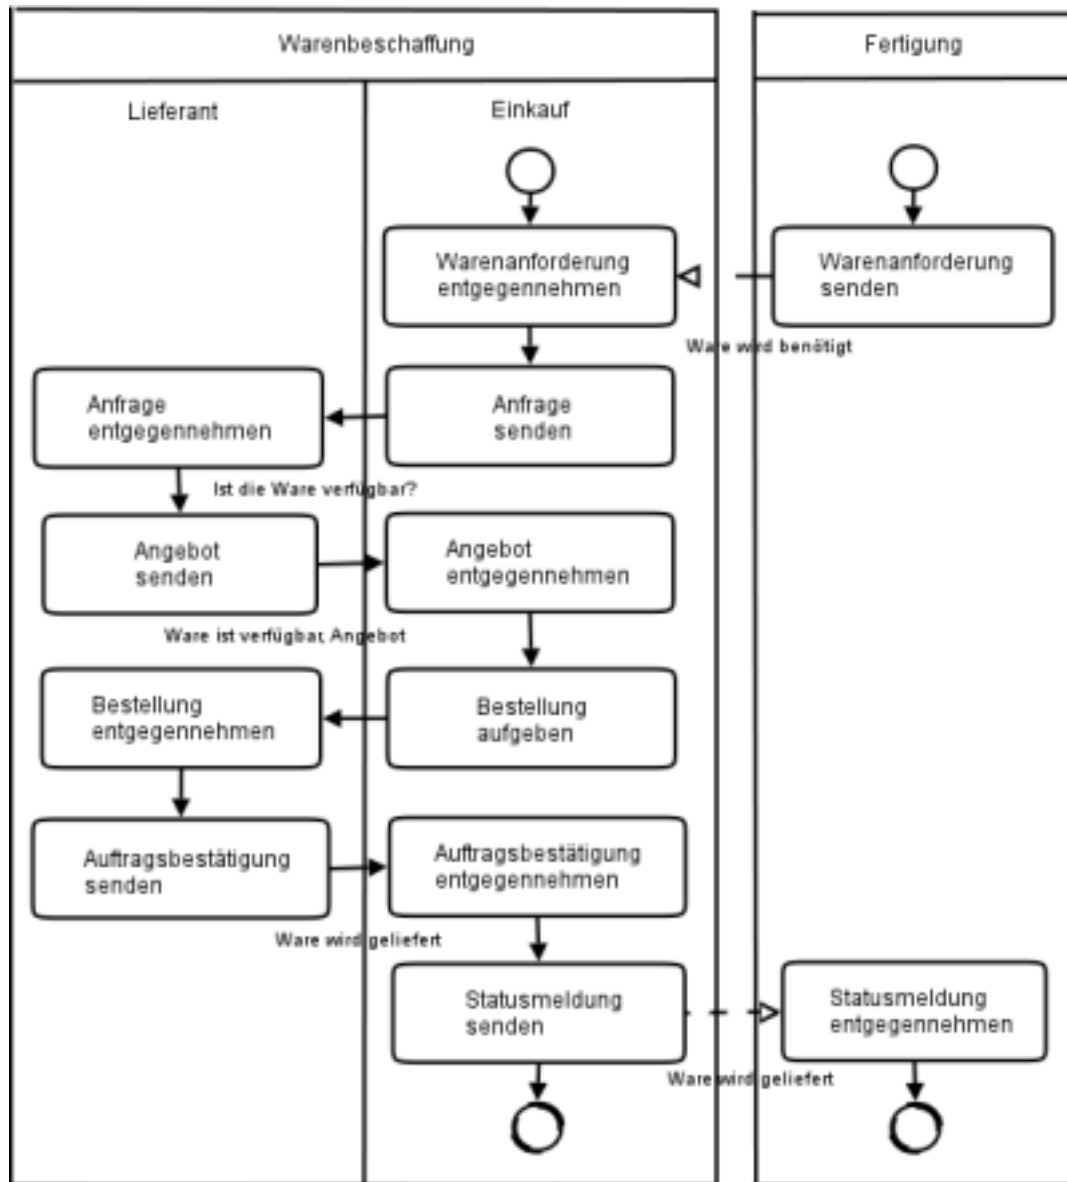 Warenbeschaffung
Fertigung
Lieferant
Einkauf
Warenanforderung
entgegennehmen
Warenanforderung
senden
Ware wird benötigt
Anfrage
entgegennehmen
Anfrage
senden
Ist die Ware verfügbar?
Angebot
senden
Angebot
entgegennehmen
Ware ist verfügbar, Angebot
Bestellung
entgegennehmen
Bestellung
aufgeben
Auftragsbestätigung
senden
Auftragsbestätigung
entgegennehmen
Ware wird geliefert
Statusmeldung
senden
Statusmeldung
entgegennehmen
Ware wird geliefert